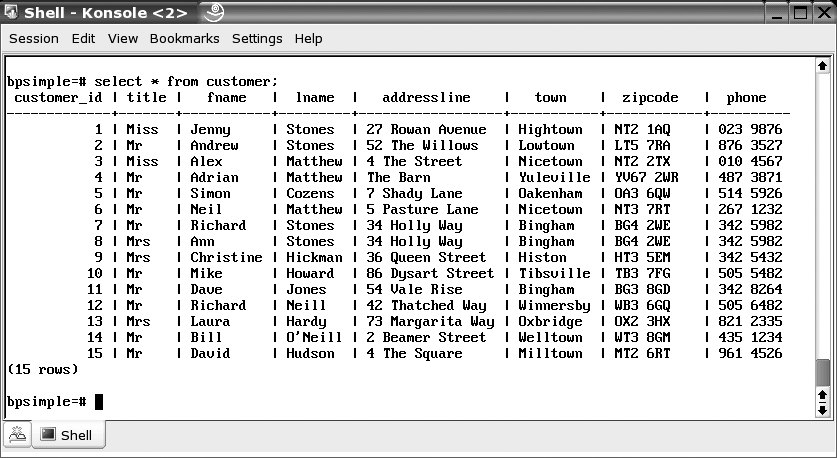 Shell - Konsole <2>
Session Edit View Bookmarks Settings Help
bpsimple=# select * from customer;
 customer_id | title |   fname   |  lname  |   addressline    |   town    | zipcode  |  phone
-------------+-------+-----------+---------+------------------+-----------+----------+----------
           1 | Miss  | Jenny     | Stones  | 27 Rowan Avenue  | Hightown  | NT2 1AQ  | 023 9876
           2 | Mr    | Andrew    | Stones  | 52 The Willows   | Lowtown   | LT5 7RA  | 876 3527
           3 | Miss  | Alex      | Matthew | 4 The Street     | Nicetown  | NT2 2TX  | 010 4567
           4 | Mr    | Adrian    | Matthew | The Barn         | Yuleville | YV67 2WR | 487 3871
           5 | Mr    | Simon     | Cozens  | 7 Shady Lane     | Oakenham  | OA3 6QW  | 514 5926
           6 | Mr    | Neil      | Matthew | 5 Pasture Lane   | Nicetown  | NT3 7RT  | 267 1232
           7 | Mr    | Richard   | Stones  | 34 Holly Way     | Bingham   | BG4 2WE  | 342 5982
           8 | Mrs   | Ann       | Stones  | 34 Holly Way     | Bingham   | BG4 2WE  | 342 5982
           9 | Mrs   | Christine | Hickman | 36 Queen Street  | Histon    | HT3 5EM  | 342 5432
          10 | Mr    | Mike      | Howard  | 86 Dysart Street | Tibsville | TB3 7FG  | 505 5482
          11 | Mr    | Dave      | Jones   | 54 Vale Rise     | Bingham   | BG3 8GD  | 342 8264
          12 | Mr    | Richard   | Neill   | 42 Thatched Way  | Winnersby | WB3 6GQ  | 505 6482
          13 | Mrs   | Laura     | Hardy   | 73 Margarita Way | Oxbridge  | OX2 3HX  | 821 2335
          14 | Mr    | Bill      | O'Neill | 2 Beamer Street  | Welltown  | WT3 8GM  | 435 1234
          15 | Mr    | David     | Hudson  | 4 The Square     | Milltown  | MT2 6RT  | 961 4526
(15 rows)
bpsimple=#
Shell